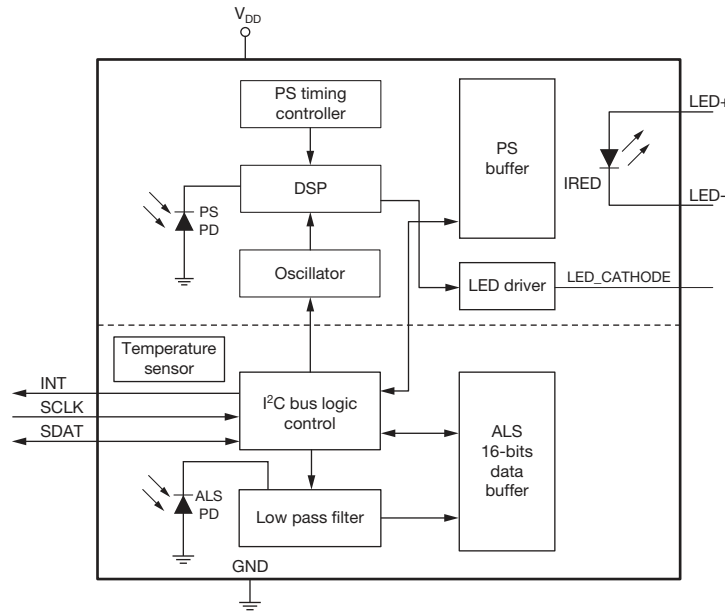 VDD
PS timing
controller
PS
buffer
LED+
IRED
LED-
DSP
PS
PD
Oscillator
LED driver
LED_CATHODE
Temperature
sensor
INT
SCLK
SDAT
I²C bus logic
control
ALS
16-bits
data
buffer
ALS
PD
Low pass filter
GND